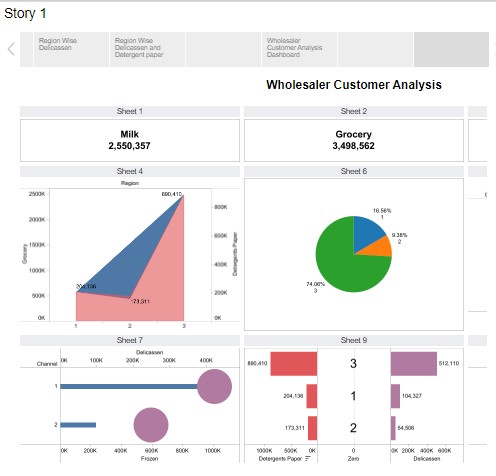 Story 1
Region Wise
Delicassen
Region Wise
Delicassen and
Detergent paper
Wholesaler
Customer Analysis
Dashboard
Wholesaler Customer Analysis
Sheet 1
Sheet 2
Milk
2,550,357
Grocery
3,498,562
Sheet 4
Sheet 6
Region
2500K
2000K
1500K
1000K
500K
0K
Grocery
890,410
204,136
173,311
800K
600K
400K
200K
0K
Detergents Paper
1 2 3
16.56%
1
9.38%
2
74.06%
3
Sheet 7
Sheet 9
Delicassen
Channel 0K 100K 200K 300K 400K
1
2
0K 200K 400K 600K 800K 1000K
Frozen
890,410 3 512,110
204,136 1 104,327
173,311 2 54,506
1000K 500K 0K 0 0K 200K 400K 600K
Detergents Paper Zero Delicassen